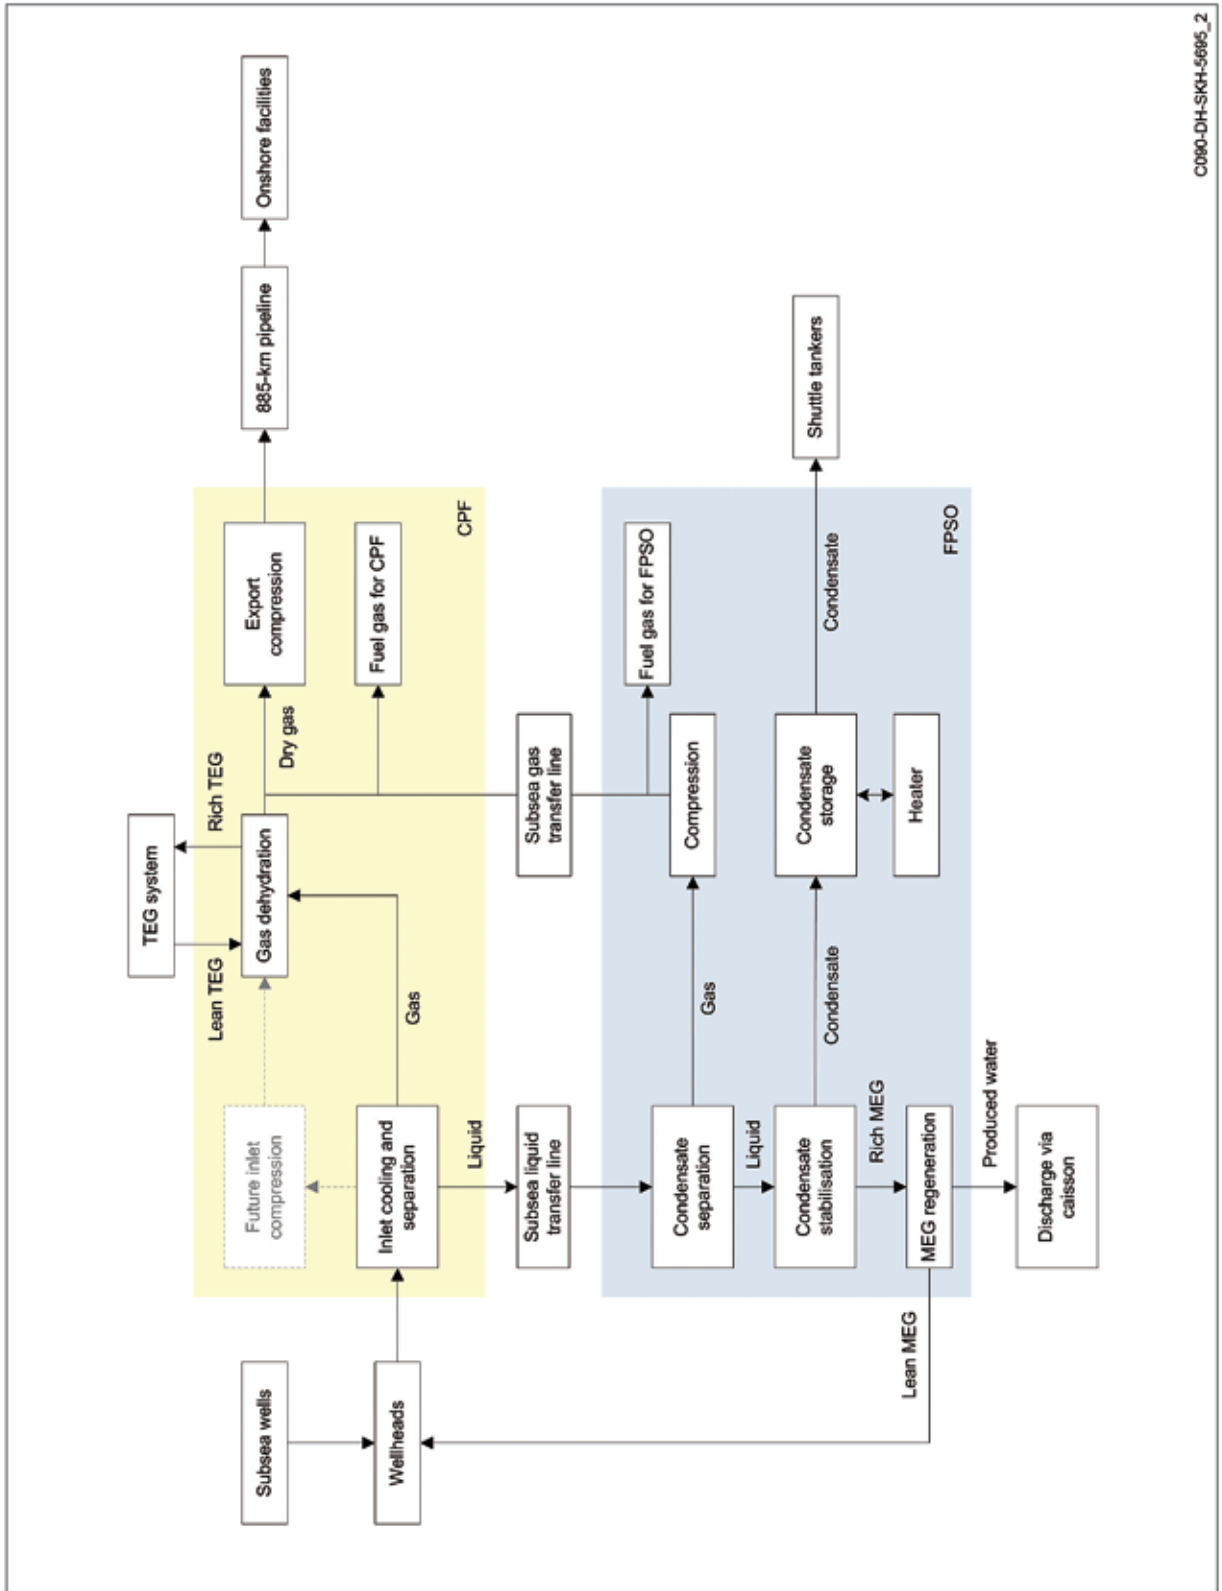 Subsea wells
Wellheads
Future inlet
compression
Inlet cooling and
separation
Gas
Lean TEG
TEG system
Rich TEG
Gas dehydration
Dry gas
Export
compression
Fuel gas for CPF
CPF
885-km pipeline
Onshore facilities
Liquid
Subsea liquid
transfer line
Subsea gas
transfer line
Condensate
separation
Gas
Compression
Fuel gas for FPSO
Liquid
Condensate
stabilisation
Condensate
Condensate
storage
Heater
Condensate
Shuttle tankers
FPSO
Rich MEG
MEG regeneration
Lean MEG
Produced water
Discharge via
caisson
C090-DH-SKH-5695_2